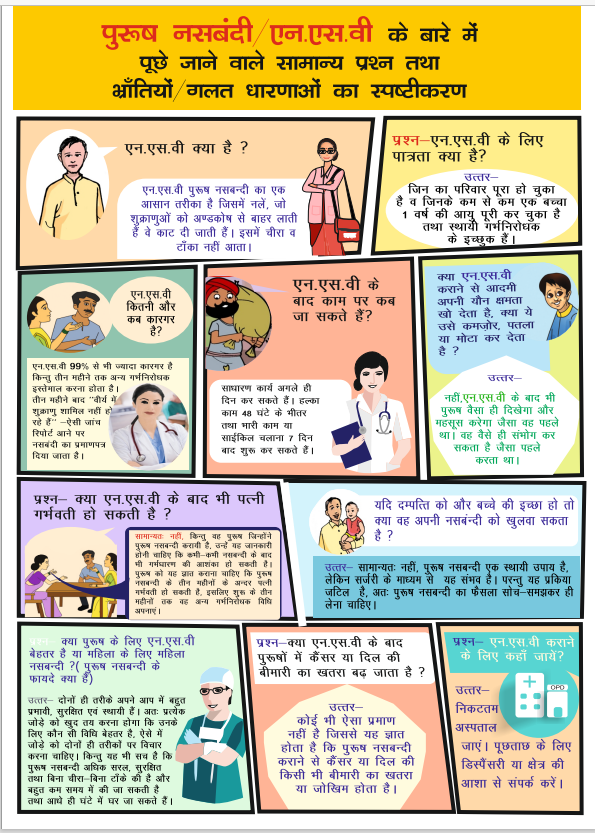 पुरूष नसबंदी/एन.एस.वी के बारे में
पूछे जाने वाले सामान्य प्रश्न तथा
भ्राँतियों/गलत धारणाओं का स्पष्टीकरण
एन.एस.वी क्या है ?
एन.एस.वी पुरूष नसबन्दी का एक
आसान तरीका है जिसमें नलें, जो
शुक्राणुओं को अण्डकोष से बाहर लाती
हैं वे काट दी जाती हैं। इसमें चीरा व
टाँका नहीं आता।
प्रश्न–एन.एस.वी के लिए
पात्रता क्या है?
उत्तर–
जिन का परिवार पूरा हो चुका
है व जिनके कम से कम एक बच्चा
1 वर्ष की आयु पूरी कर चुका है
तथा स्थायी गर्भनिरोधक
के इच्छुक हैं।
एन.एस.वी
कितनी और
कब कारगर
है?
एन.एस.वी 99% से भी ज्यादा कारगर है
किन्तु तीन महीने तक अन्य गर्भनिरोधक
इस्तेमाल करना होता है।
तीन महीने बाद "वीर्य में
शुक्राणु शामिल नहीं हो
रहे हैं" –ऐसी जांच
रिपोर्ट आने पर
नसबंदी का प्रमाणपत्र
दिया जाता है।
एन.एस.वी के
बाद काम पर कब
जा सकते हैं?
साधारण कार्य अगले ही
दिन कर सकते हैं। हल्का
काम 48 घंटे के भीतर
तथा भारी काम या
साईकिल चलाना 7 दिन
बाद शुरू कर सकते हैं।
क्या एन.एस.वी
कराने से आदमी
अपनी यौन क्षमता
खो देता है, क्या ये
उसे कमज़ोर, पतला
या मोटा कर देता
है ?
उत्तर–
नहीं,एन.एस.वी के बाद भी
पुरूष वैसा ही दिखेगा और
महसूस करेगा जैसा वह पहले
था। वह वैसे ही संभोग कर
सकता है जैसा पहले
करता था।
प्रश्न– क्या एन.एस.वी के बाद भी पत्नी
गर्भवती हो सकती है ?
सामान्यतः नहीं, किन्तु वह पुरूष जिन्होंने
पुरूष नसबन्दी करायी है, उन्हें यह जानकारी
होनी चाहिए कि कभी–कभी नसबन्दी के बाद
भी गर्भधारण की आशंका हो सकती है।
पुरूष को यह ज्ञात कराना चाहिए कि पुरूष
नसबन्दी के तीन महीनों के अन्दर पत्नी
गर्भवती हो सकती है, इसलिए शुरू के तीन
महीनों तक वह अन्य गर्भनिरोधक विधि
अपनाएं।
यदि दम्पत्ति को और बच्चे की इच्छा हो तो
क्या वह अपनी नसबन्दी को खुलवा सकता
है ?
उत्तर– सामान्यतः नहीं, पुरूष नसबन्दी एक स्थायी उपाय है,
लेकिन सर्जरी के माध्यम से यह संभव है। परन्तु यह प्रकिया
जटिल है, अतः पुरूष नसबन्दी का फैसला सोच–समझकर ही
लेना चाहिए।
प्रश्न– क्या पुरूष के लिए एन.एस.वी
बेहतर है या महिला के लिए महिला
नसबन्दी ?( पुरूष नसबन्दी के
फायदे क्या हैं)
उत्तर– दोनों ही तरीके अपने आप में बहुत
प्रभावी, सुरक्षित एवं स्थायी हैं। अतः प्रत्येक
जोड़े को खुद तय करना होगा कि उनके
लिए कौन सी विधि बेहतर है, ऐसे में
जोड़े को दोनों ही तरीकों पर विचार
करना चाहिए। किन्तु यह भी सच है कि
पुरूष नसबन्दी अधिक सरल, सुरक्षित
तथा बिना चीरा–बिना टाँके की है और
बहुत कम समय में की जा सकती है
तथा आधे ही घंटे में घर जा सकते हैं।
प्रश्न–क्या एन.एस.वी के बाद
पुरूषों में कैंसर या दिल की
बीमारी का खतरा बढ़ जाता है ?
उत्तर–
कोई भी ऐसा प्रमाण
नहीं है जिससे यह ज्ञात
होता है कि पुरूष नसबन्दी
कराने से कैंसर या दिल की
किसी भी बीमारी का खतरा
या जोखिम होता है।
प्रश्न– एन.एस.वी कराने
के लिए कहाँ जायें?
OPD
उत्तर–
निकटतम
अस्पताल
जाएं। पूछताछ के लिए
डिस्पैंसरी या क्षेत्र की
आशा से संपर्क करें।